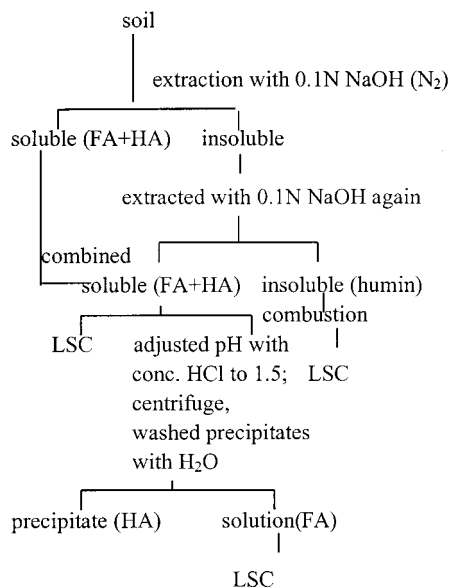 soil
extraction with 0.1N NaOH (N₂)
soluble (FA+HA) insoluble
extracted with 0.1N NaOH again
combined
soluble (FA+HA) insoluble (humin)
combustion
LSC adjusted pH with
conc. HCl to 1.5; LSC
centrifuge,
washed precipitates
with H₂O
precipitate (HA) solution(FA)
LSC